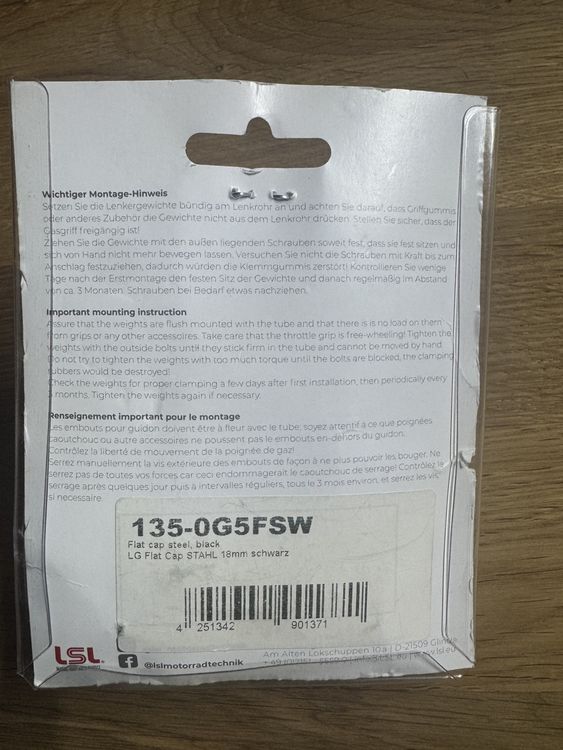 Wichtiger Montage-Hinweis
Setzen Sie die Lenkergewichte bündig am Lenkrohr an und achten Sie darauf, dass Griffgummis
oder anderes Zubehör die Gewichte nicht aus dem Lenkrohr drücken. Stellen Sie sicher, dass der
Gasgriff freigängig ist!
Ziehen Sie die Gewichte mit den außen liegenden Schrauben soweit fest, dass sie fest sitzen und
sich von Hand nicht mehr bewegen lassen. Versuchen Sie nicht die Schrauben mit Kraft bis zum
Anschlag festzuziehen, dadurch würden die Klemmgummis zerstört! Kontrollieren Sie wenige
Tage nach der Erstmontage den festen Sitz der Gewichte und danach regelmäßig im Abstand
von ca. 3 Monaten. Schrauben bei Bedarf etwas nachziehen.
Important mounting instruction
Assure that the weights are flush mounted with the tube and that there is is no load on them
from grips or any other accessoires. Take care that the throttle grip is free-wheeling! Tighten the
weights with the outside bolts until they stick firm in the tube and cannot be moved by hand.
Do not try to tighten the weights with too much torque until the bolts are blocked, the clamping
rubbers would be destroyed!
Check the weights for proper clamping a few days after first installation, then periodically every
3 months. Tighten the weights again if necessary.
Renseignement important pour le montage
Les embouts pour guidon doivent être à fleur avec le tube, soyez attentif a ce que poignées
caoutchouc ou autre accessoires ne poussent pas le embouts en-dehors du guidon.
Contrôlez la liberté de mouvement de la poignée de gaz!
Serrez manuellement la vis extérieure des embouts de façon à ne plus pouvoir les bouger. Ne
serrez pas de toutes vos forces car ceci endommagerait le caoutchouc de serrage! Contrôlez le
serrage après quelques jour puis à intervalles réguliers, tous le 3 mois environ, et serrez les vis,
si necessaire.
135-0G5FSW
Flat cap steel, black
LG Flat Cap STAHL 18mm schwarz
4 251342 901371
LSL
@lslmotorradtechnik
Am Alten Lokschuppen 10a | D-21509 Glinde